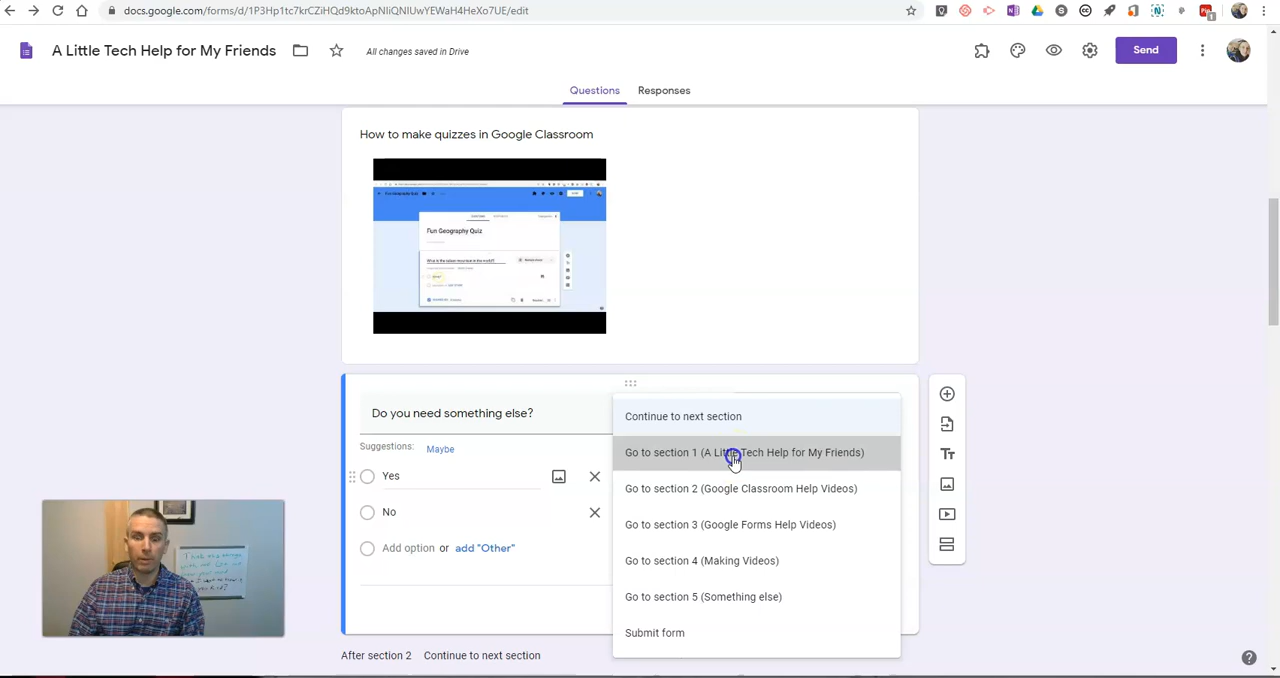 docs.google.com/forms/d/1P3Hp1tc7krCZiHQd9ktoApNliQNlUwYEWaH4HeXo7UE/edit
A Little Tech Help for My Friends
All changes saved in Drive
Send
Questions
Responses
How to make quizzes in Google Classroom
Fun Geography Quiz
Fun Geography Quiz
Do you need something else?
Suggestions:
Maybe
Yes
No
Add option or add "Other"
Continue to next section
Go to section 1 (A Little Tech Help for My Friends)
Go to section 2 (Google Classroom Help Videos)
Go to section 3 (Google Forms Help Videos)
Go to section 4 (Making Videos)
Go to section 5 (Something else)
Submit form
After section 2
Continue to next section